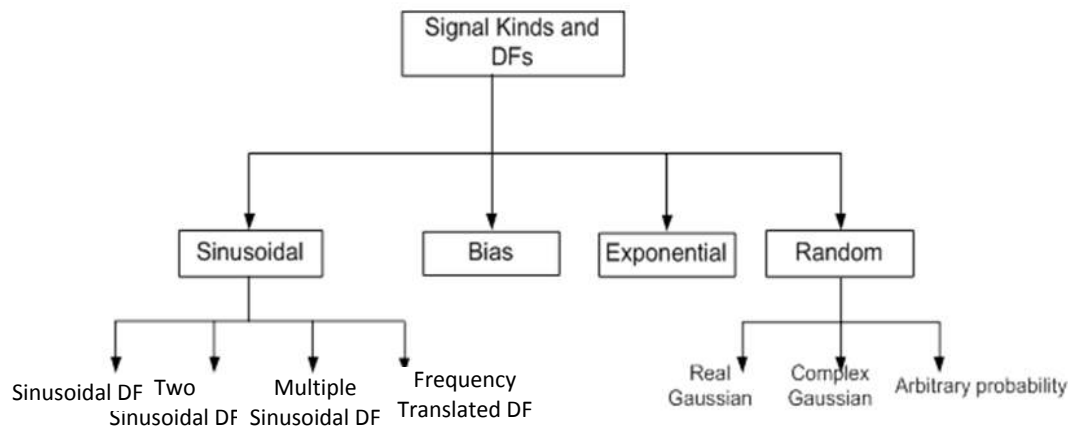 Signal Kinds and
DFs
Sinusoidal
Bias
Exponential
Random
Sinusoidal DF
Two
Sinusoidal DF
Multiple
Sinusoidal DF
Frequency
Translated DF
Real
Gaussian
Complex
Gaussian
Arbitrary probability